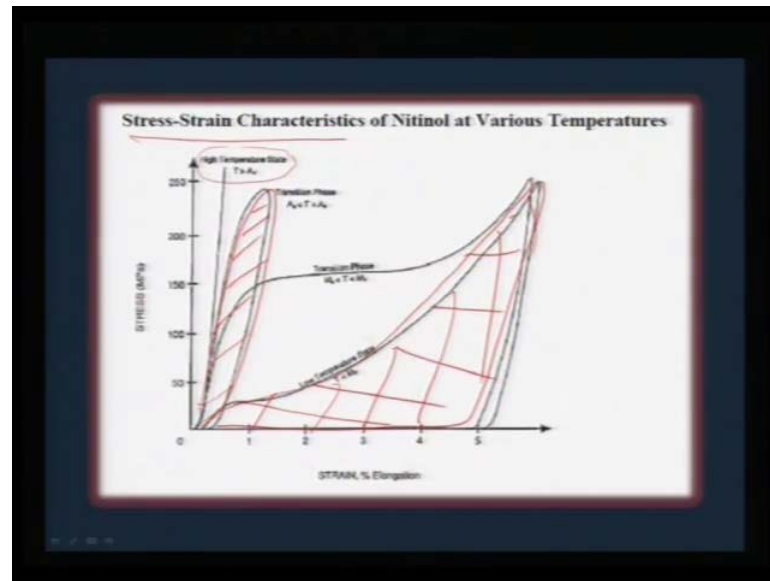 Stress-Strain Characteristics of Nitinol at Various Temperatures
High Temperature State
Transition Phase
250
200
150
100
50
0
Transition Phase
Low Temperature
STRESS (MPa)
1
2
3
4
5
STRAIN, % Elongation